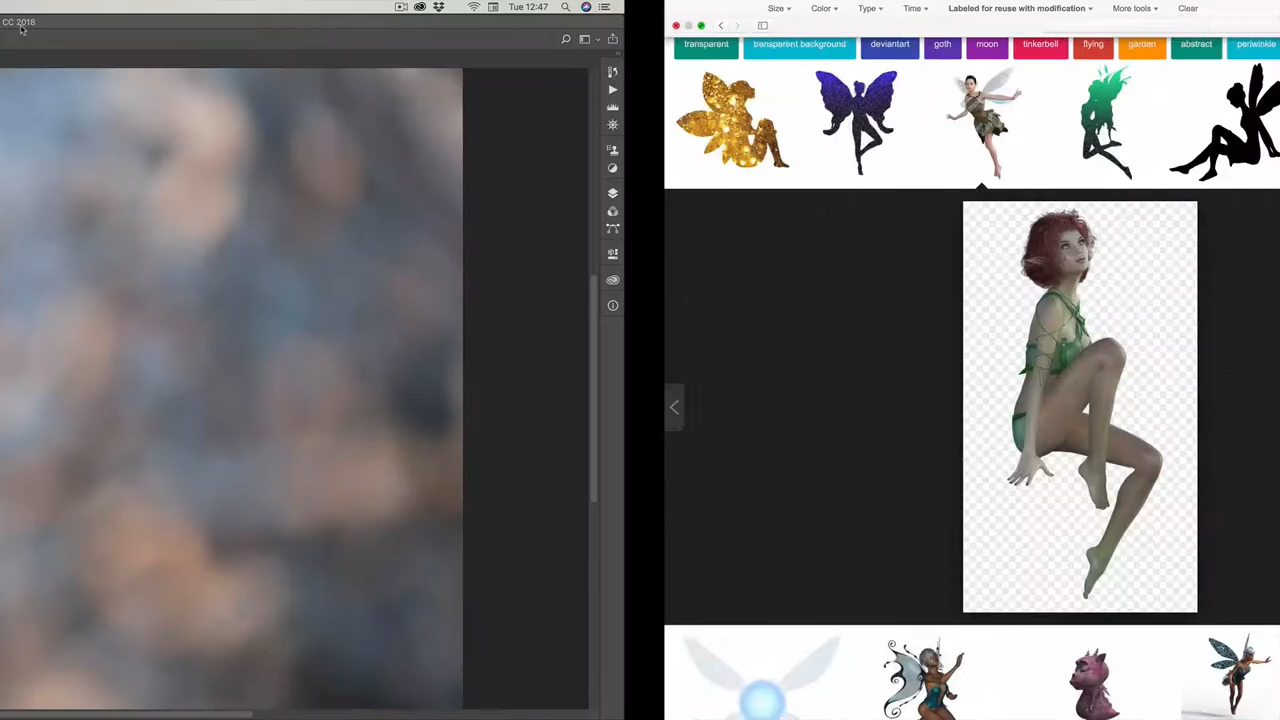 Tue 12:47
CC 2018
Size Color Type Time Labeled for reuse with modification More tools Clear
transparent transparent background deviantart goth moon tinkerbell flying garden abstract periwinkle